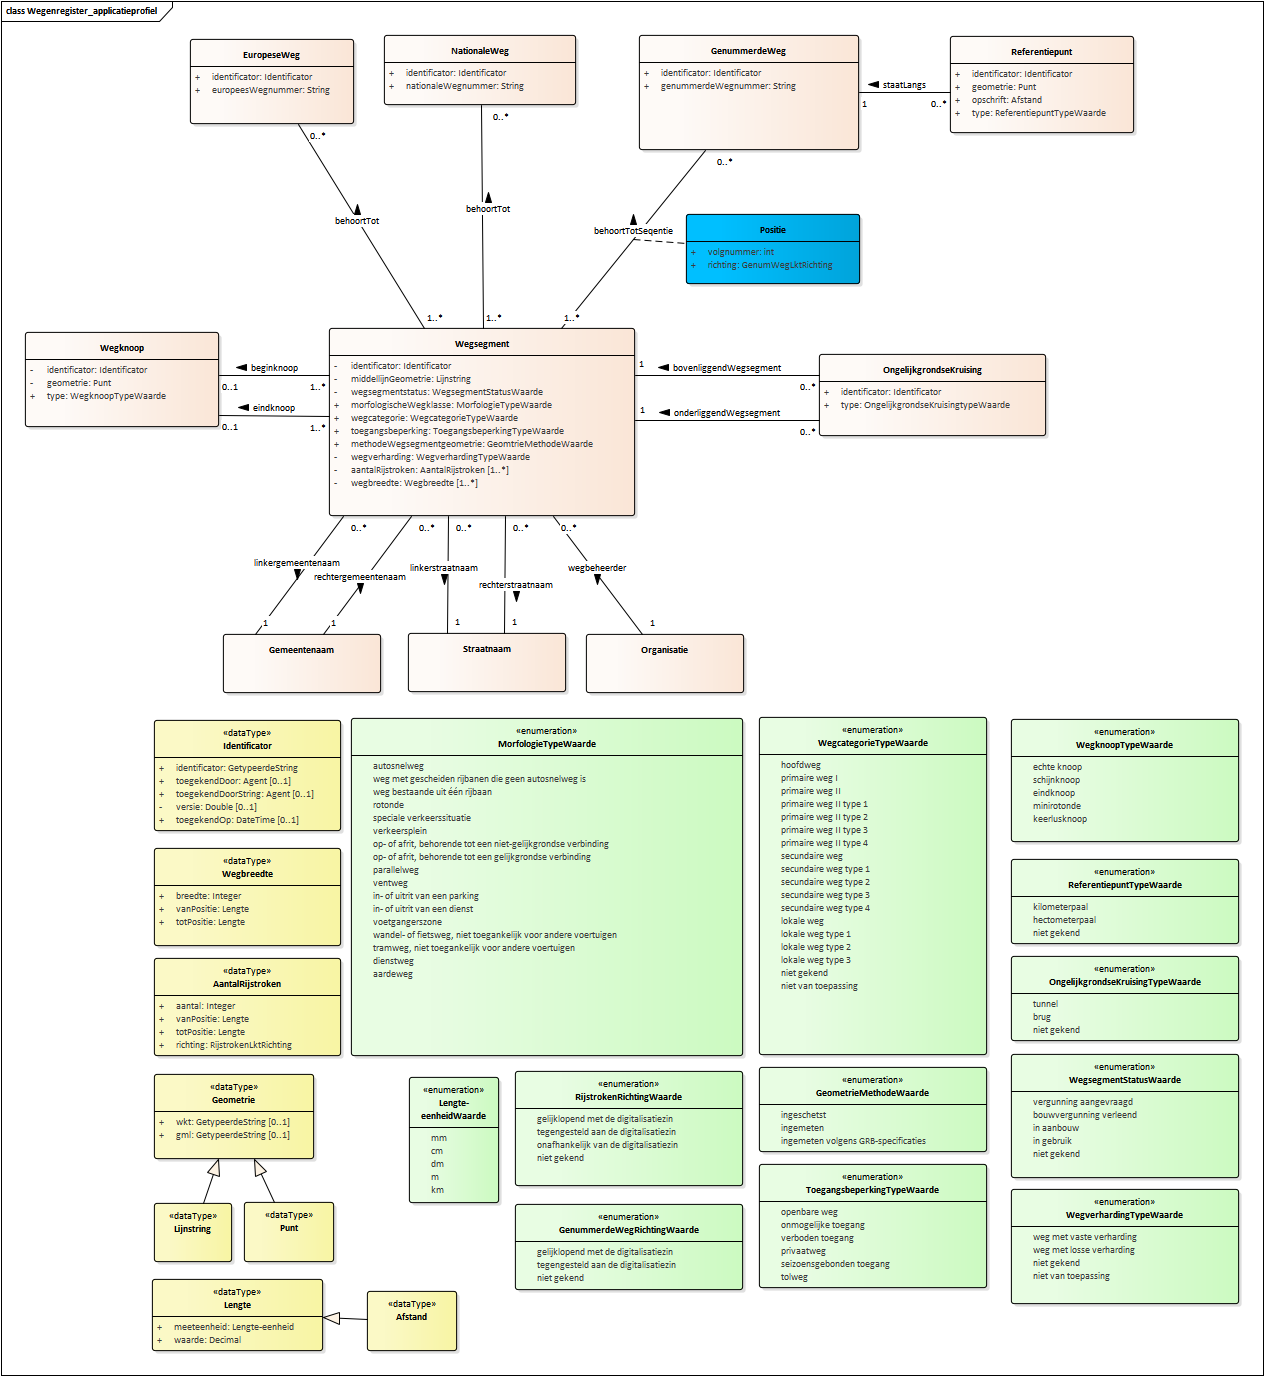 class Wegenregister_applicatieprofiel
EuropeseWeg
+ identificator: Identificator
+ europeesWegnummer: String
NationaleWeg
+ identificator: Identificator
+ nationaleWegnummer: String
GenummerdeWeg
+ identificator: Identificator
+ genummerdeWegnummer: String
Referentiepunt
+ identificator: Identificator
+ geometrie: Punt
+ opschrift: Afstand
+ type: ReferentiepuntTypeWaarde
staatLangs
1
0..*
0..*
0..*
0..*
behoortTot
behoortTot
behoortTotSeqentie
Positie
+ volgnummer: int
+ richting: GenumWegLktRichting
1..*
1..*
1..*
Wegknoop
- identificator: Identificator
- geometrie: Punt
+ type: WegknoopTypeWaarde
beginknoop
0..1
1..*
eindknoop
0..1
1..*
Wegsegment
- identificator: Identificator
- middellijnGeometrie: Lijnstring
- wegsegmentstatus: WegsegmentStatusWaarde
+ morfologischeWegklasse: MorfologieTypeWaarde
+ wegcategorie: WegcategorieTypeWaarde
+ toegangsbeperking: ToegangsbeperkingTypeWaarde
+ methodeWegsegmentgeometrie: GeomtrieMethodeWaarde
- wegverharding: WegverhardingTypeWaarde
- aantalRijstroken: AantalRijstroken [1..*]
- wegbreedte: Wegbreedte [1..*]
1
bovenliggendWegsegment
0..*
1
onderliggendWegsegment
0..*
OngelijkgrondseKruising
+ identificator: Identificator
+ type: OngelijkgrondseKruisingtypeWaarde
0..*
0..*
0..*
0..*
0..*
linkergemeentenaam
rechtergemeentenaam
linkerstraatnaam
rechterstraatnaam
wegbeheerder
1
1
1
1
1
Gemeentenaam
Straatnaam
Organisatie
«dataType»
Identificator
+ identificator: GetypeerdeString
+ toegekendDoor: Agent [0..1]
+ toegekendDoorString: Agent [0..1]
- versie: Double [0..1]
+ toegekendOp: DateTime [0..1]
«dataType»
Wegbreedte
+ breedte: Integer
+ vanPositie: Lengte
+ totPositie: Lengte
«dataType»
AantalRijstroken
+ aantal: Integer
+ vanPositie: Lengte
+ totPositie: Lengte
+ richting: RijstrokenLktRichting
«dataType»
Geometrie
+ wkt: GetypeerdeString [0..1]
+ gml: GetypeerdeString [0..1]
«dataType»
Lijnstring
«dataType»
Punt
«dataType»
Lengte
+ meeteenheid: Lengte-eenheid
+ waarde: Decimal
«dataType»
Afstand
«enumeration»
MorfologieTypeWaarde
autosnelweg
weg met gescheiden rijbanen die geen autosnelweg is
weg bestaande uit één rijbaan
rotonde
speciale verkeerssituatie
verkeersplein
op- of afrit, behorende tot een niet-gelijkgrondse verbinding
op- of afrit, behorende tot een gelijkgrondse verbinding
parallelweg
ventweg
in- of uitrit van een parking
in- of uitrit van een dienst
voetgangerszone
wandel- of fietsweg, niet toegankelijk voor andere voertuigen
tramweg, niet toegankelijk voor andere voertuigen
dienstweg
aardeweg
«enumeration»
Lengte-
eenheidWaarde
mm
cm
dm
m
km
«enumeration»
RijstrokenRichtingWaarde
gelijklopend met de digitalisatiezin
tegengesteld aan de digitalisatiezin
onafhankelijk van de digitalisatiezin
niet gekend
«enumeration»
GenummerdeWegRichtingWaarde
gelijklopend met de digitalisatiezin
tegengesteld aan de digitalisatiezin
niet gekend
«enumeration»
WegcategorieTypeWaarde
hoofdweg
primaire weg I
primaire weg II
primaire weg II type 1
primaire weg II type 2
primaire weg II type 3
primaire weg II type 4
secundaire weg
secundaire weg type 1
secundaire weg type 2
secundaire weg type 3
secundaire weg type 4
lokale weg
lokale weg type 1
lokale weg type 2
lokale weg type 3
niet gekend
niet van toepassing
«enumeration»
GeometrieMethodeWaarde
ingeschetst
ingemeten
ingemeten volgens GRB-specificaties
«enumeration»
ToegangsbeperkingTypeWaarde
openbare weg
onmogelijke toegang
verboden toegang
privaatweg
seizoensgebonden toegang
tolweg
«enumeration»
WegknoopTypeWaarde
echte knoop
schijnknoop
eindknoop
minirotonde
keerlusknoop
«enumeration»
ReferentiepuntTypeWaarde
kilometerpaal
hectometerpaal
niet gekend
«enumeration»
OngelijkgrondseKruisingTypeWaarde
tunnel
brug
niet gekend
«enumeration»
WegsegmentStatusWaarde
vergunning aangevraagd
bouwvergunning verleend
in aanbouw
in gebruik
niet gekend
«enumeration»
WegverhardingTypeWaarde
weg met vaste verharding
weg met losse verharding
niet gekend
niet van toepassing